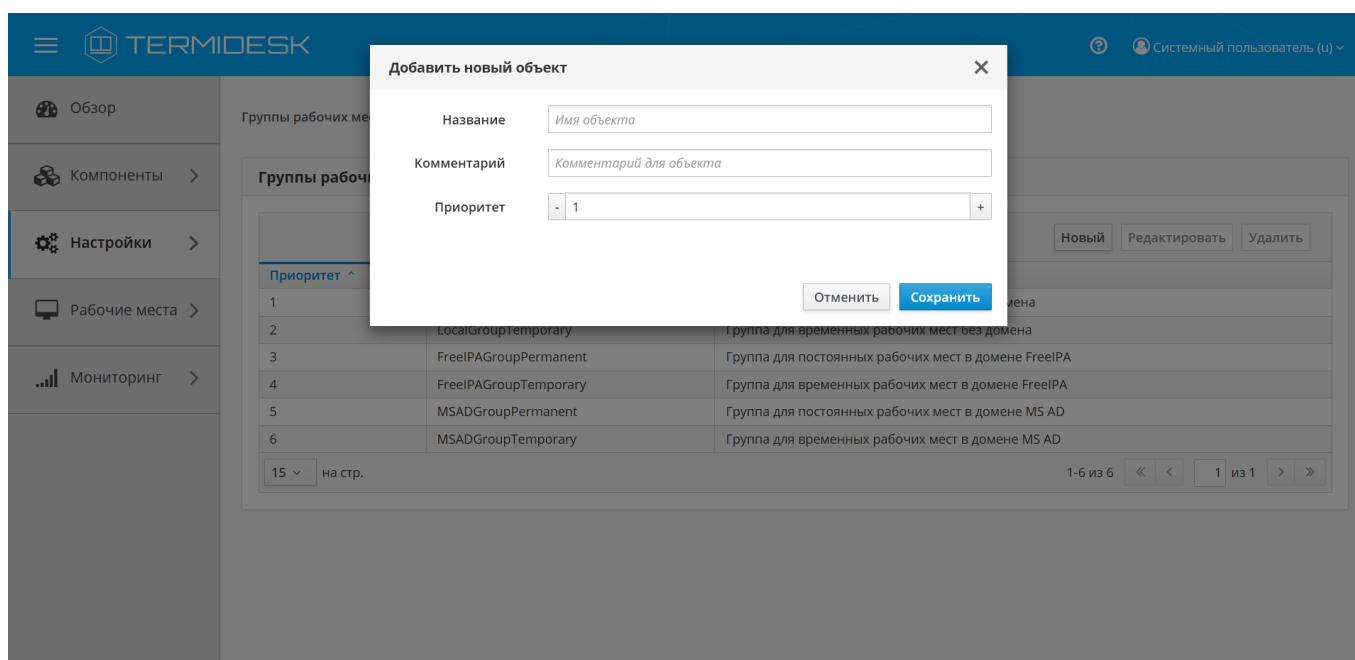 TERMIDESK
Системный пользователь (u)
Добавить новый объект
Обзор
Группы рабочих
Название
Имя объекта
Комментарий
Комментарий для объекта
Компоненты
Группы
Приоритет
- 1 +
Настройки
Новый Редактировать Удалить
Приоритет
Отменить Сохранить
1
Рабочие места
2 LocalGroupTemporary Группа для временных рабочих мест без домена
3 FreeIPAGroupPermanent Группа для постоянных рабочих мест в домене FreeIPA
Мониторинг
4 FreeIPAGroupTemporary Группа для временных рабочих мест в домене FreeIPA
5 MSADGroupPermanent Группа для постоянных рабочих мест в домене MS AD
6 MSADGroupTemporary Группа для временных рабочих мест в домене MS AD
15 на стр. 1-6 из 6 1 из 1